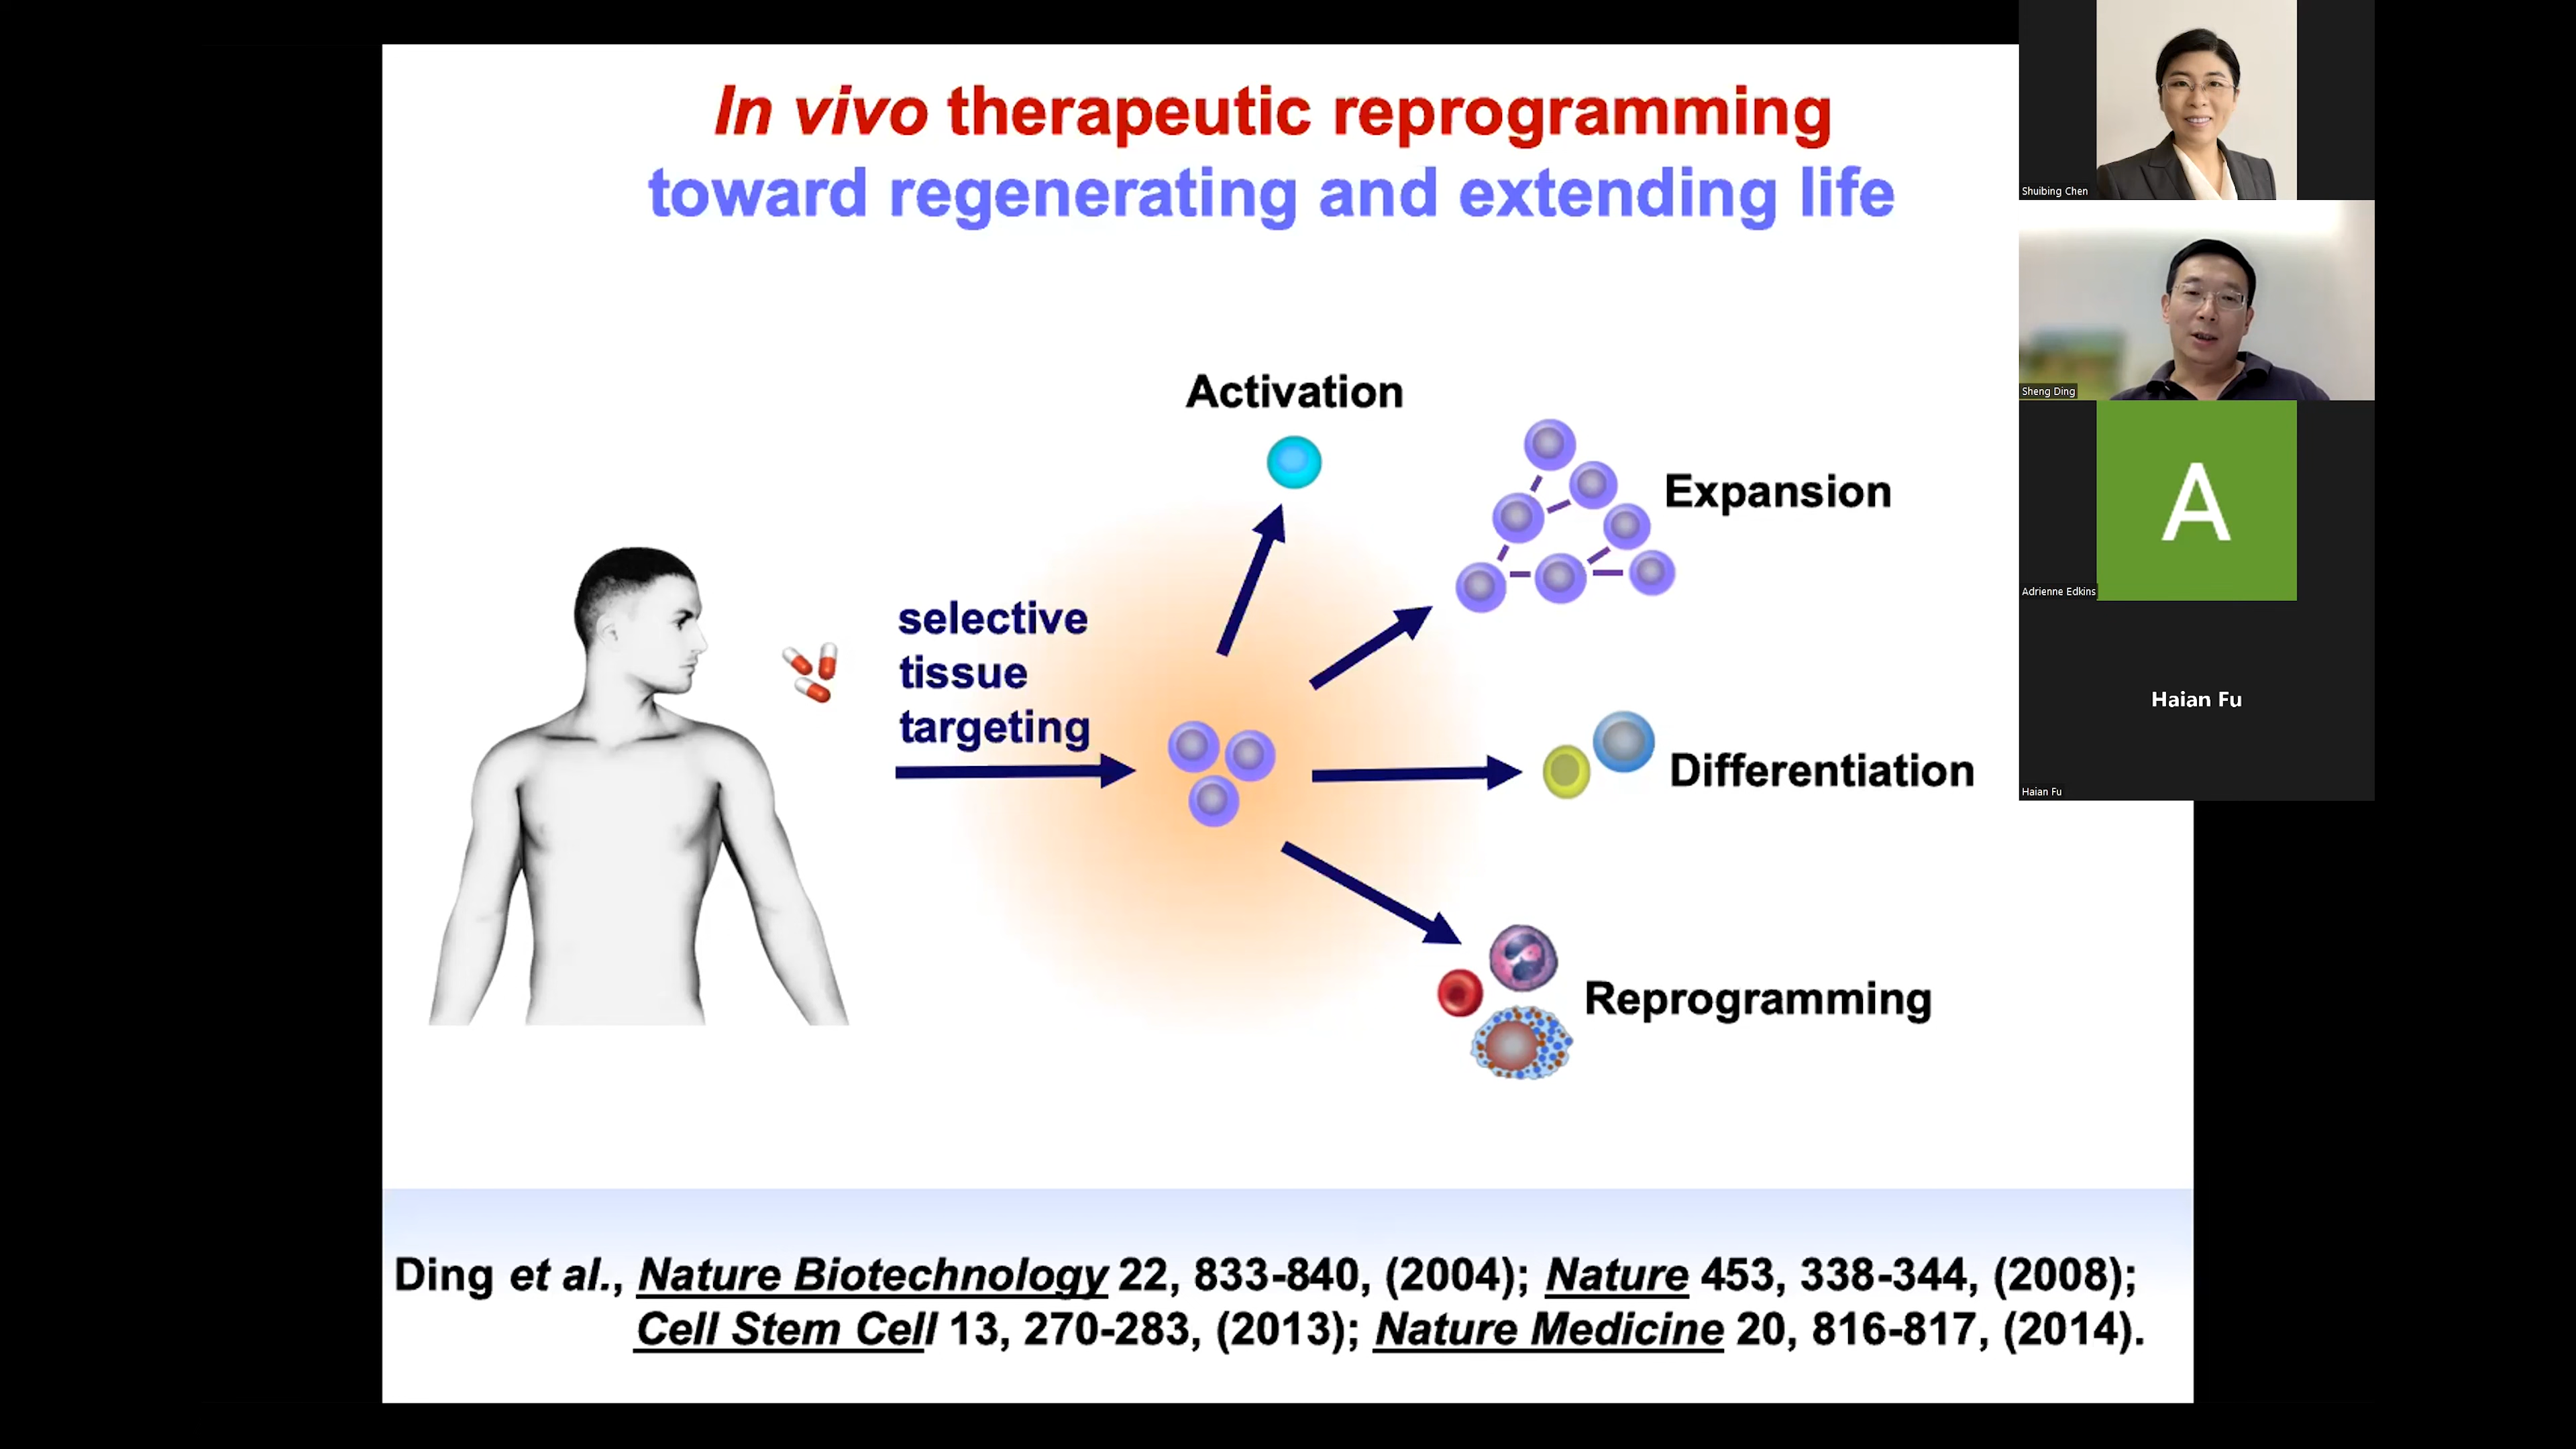 In vivo therapeutic reprogramming
toward regenerating and extending life
Activation
Expansion
selective
tissue
targeting
Differentiation
Reprogramming
Ding et al., Nature Biotechnology 22, 833-840, (2004); Nature 453, 338-344, (2008);
Cell Stem Cell 13, 270-283, (2013); Nature Medicine 20, 816-817, (2014).
Shuibing Chen
Sheng Ding
A
Adrienne Edkins
Haian Fu
Haian Fu